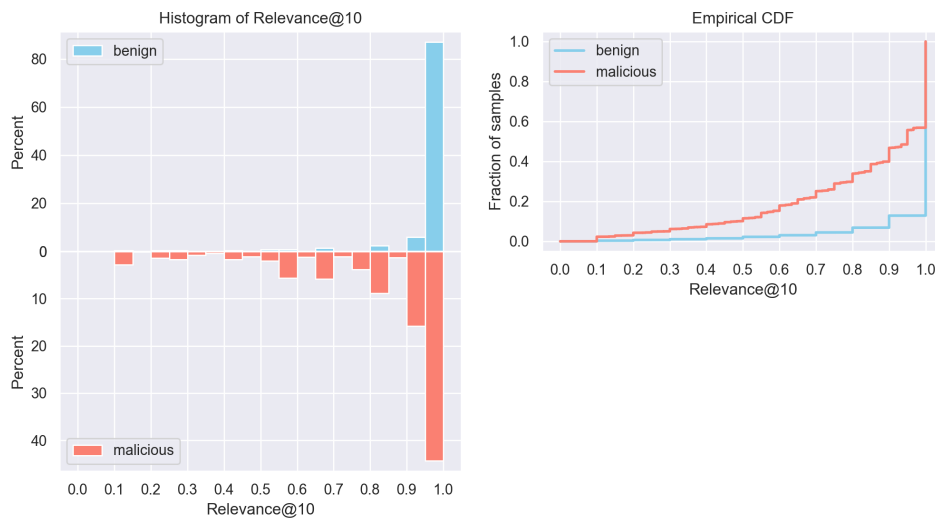 Histogram of Relevance@10
benign
Percent
80
60
40
20
0
10
20
30
40
Percent
malicious
0.0 0.1 0.2 0.3 0.4 0.5 0.6 0.7 0.8 0.9 1.0
Relevance@10
Empirical CDF
benign
malicious
Fraction of samples
1.0
0.8
0.6
0.4
0.2
0.0
0.0 0.1 0.2 0.3 0.4 0.5 0.6 0.7 0.8 0.9 1.0
Relevance@10